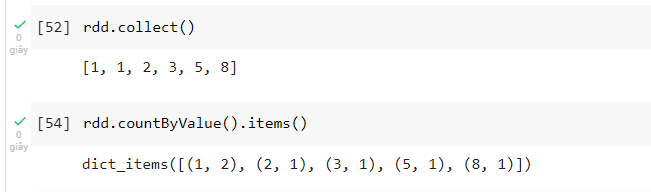 [52] rdd.collect()
0
giây
[1, 1, 2, 3, 5, 8]
[54] rdd.countByValue().items()
0
giây
dict_items([(1, 2), (2, 1), (3, 1), (5, 1), (8, 1)])